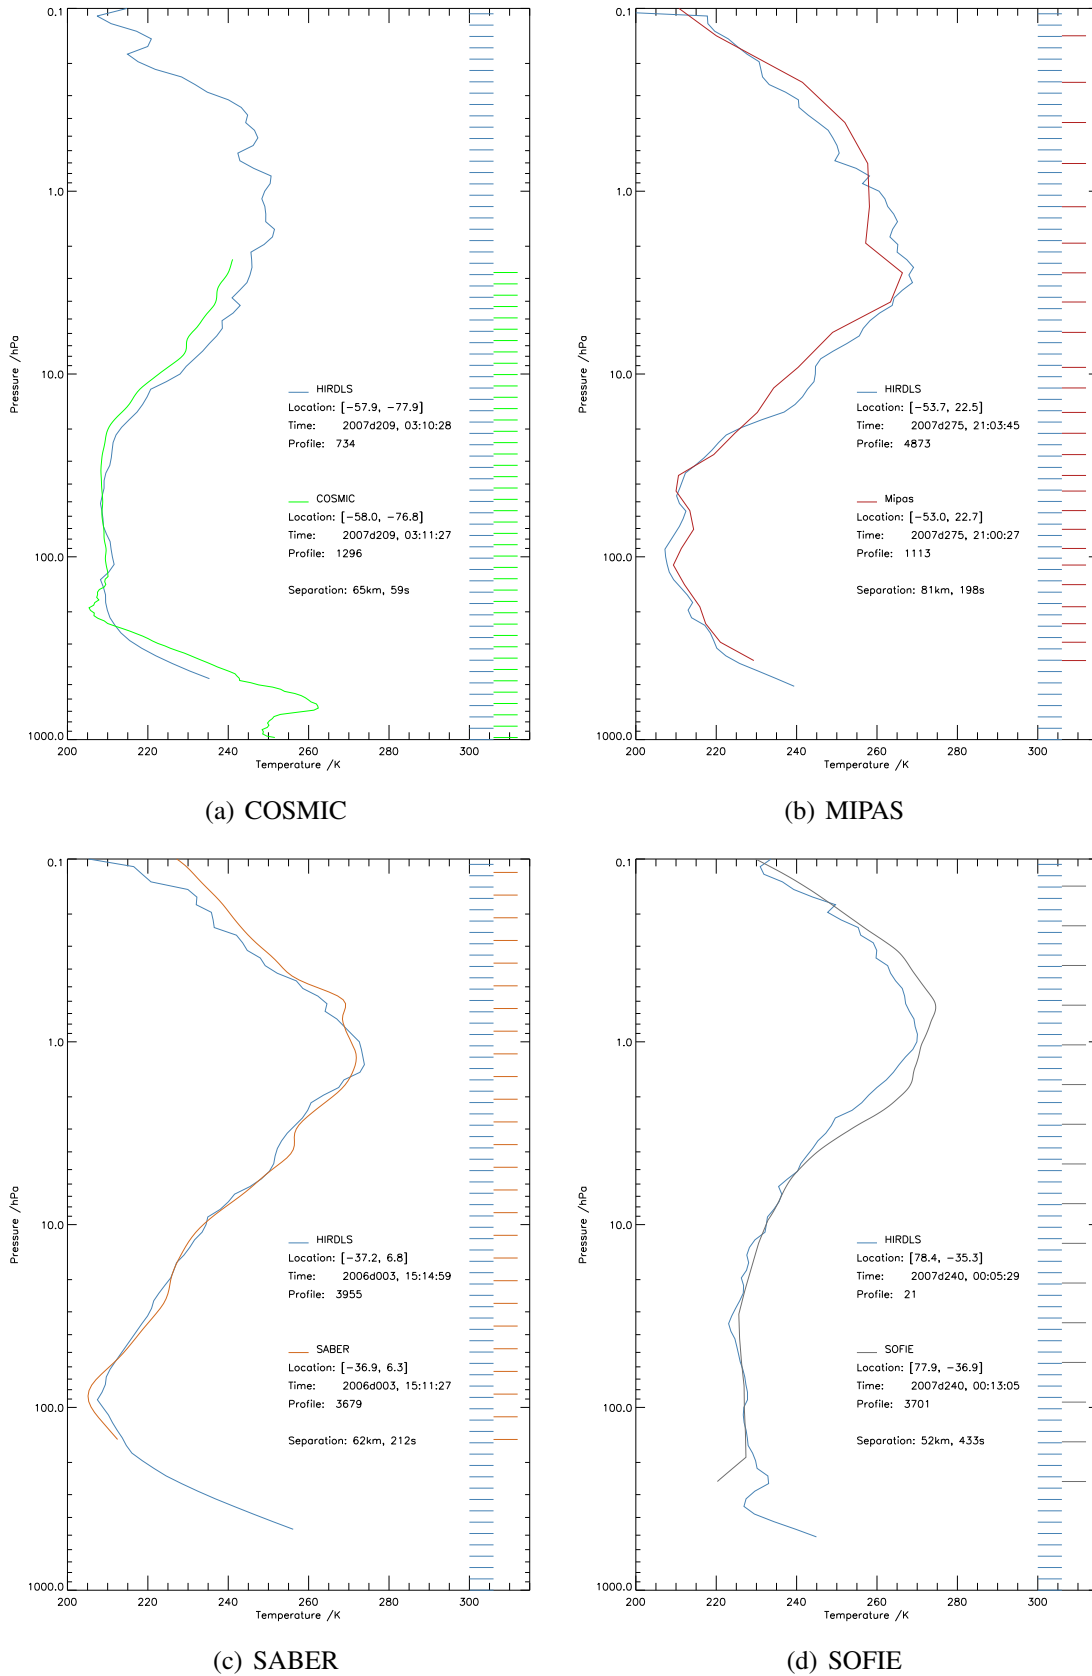 0.1
1.0
10.0
100.0
1000.0
Pressure /hPa
200 220 240 260 280 300
Temperature /K
HIRDLS
Location: [-57.9, -77.9]
Time: 2007d209, 03:10:28
Profile: 734
COSMIC
Location: [-58.0, -76.8]
Time: 2007d209, 03:11:27
Profile: 1296
Separation: 65km, 59s
(a) COSMIC
0.1
1.0
10.0
100.0
1000.0
Pressure /hPa
200 220 240 260 280 300
Temperature /K
HIRDLS
Location: [-53.7, 22.5]
Time: 2007d275, 21:03:45
Profile: 4873
Mipas
Location: [-53.0, 22.7]
Time: 2007d275, 21:00:27
Profile: 1113
Separation: 81km, 198s
(b) MIPAS
0.1
1.0
10.0
100.0
1000.0
Pressure /hPa
200 220 240 260 280 300
Temperature /K
HIRDLS
Location: [-37.2, 6.8]
Time: 2006d003, 15:14:59
Profile: 3955
SABER
Location: [-36.9, 6.3]
Time: 2006d003, 15:11:27
Profile: 3679
Separation: 62km, 212s
(c) SABER
0.1
1.0
10.0
100.0
1000.0
Pressure /hPa
200 220 240 260 280 300
Temperature /K
HIRDLS
Location: [78.4, -35.3]
Time: 2007d240, 00:05:29
Profile: 21
SOFIE
Location: [77.9, -36.9]
Time: 2007d240, 00:13:05
Profile: 3701
Separation: 52km, 433s
(d) SOFIE